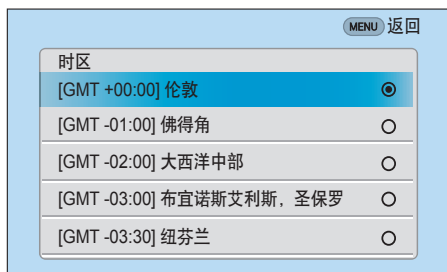 MENU 返回
时区
[GMT +00:00] 伦敦
[GMT -01:00] 佛得角
[GMT -02:00] 大西洋中部
[GMT -03:00] 布宜诺斯艾利斯，圣保罗
[GMT -03:30] 纽芬兰